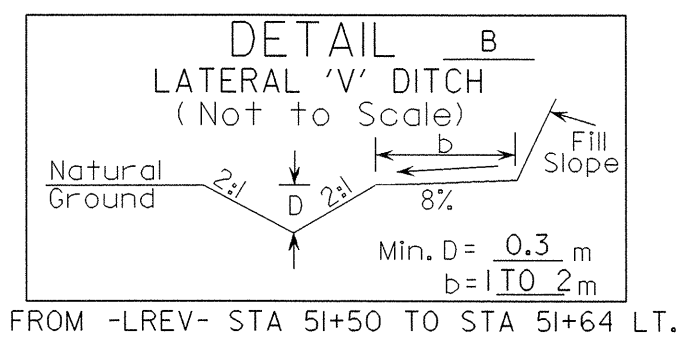 DETAIL B
LATERAL 'V' DITCH
(Not to Scale)
b
Fill
Slope
Natural
Ground
2:1
D
2:1
8%
Min. D = 0.3 m
b = 1 TO 2 m
FROM -LREV- STA 51+50 TO STA 51+64 LT.